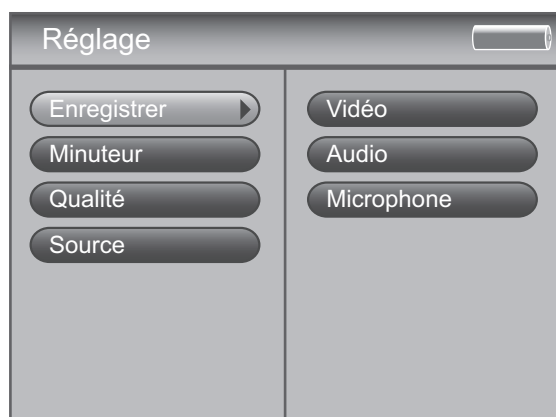 Réglage
Enregistrer
Minuteur
Qualité
Source
Vidéo
Audio
Microphone